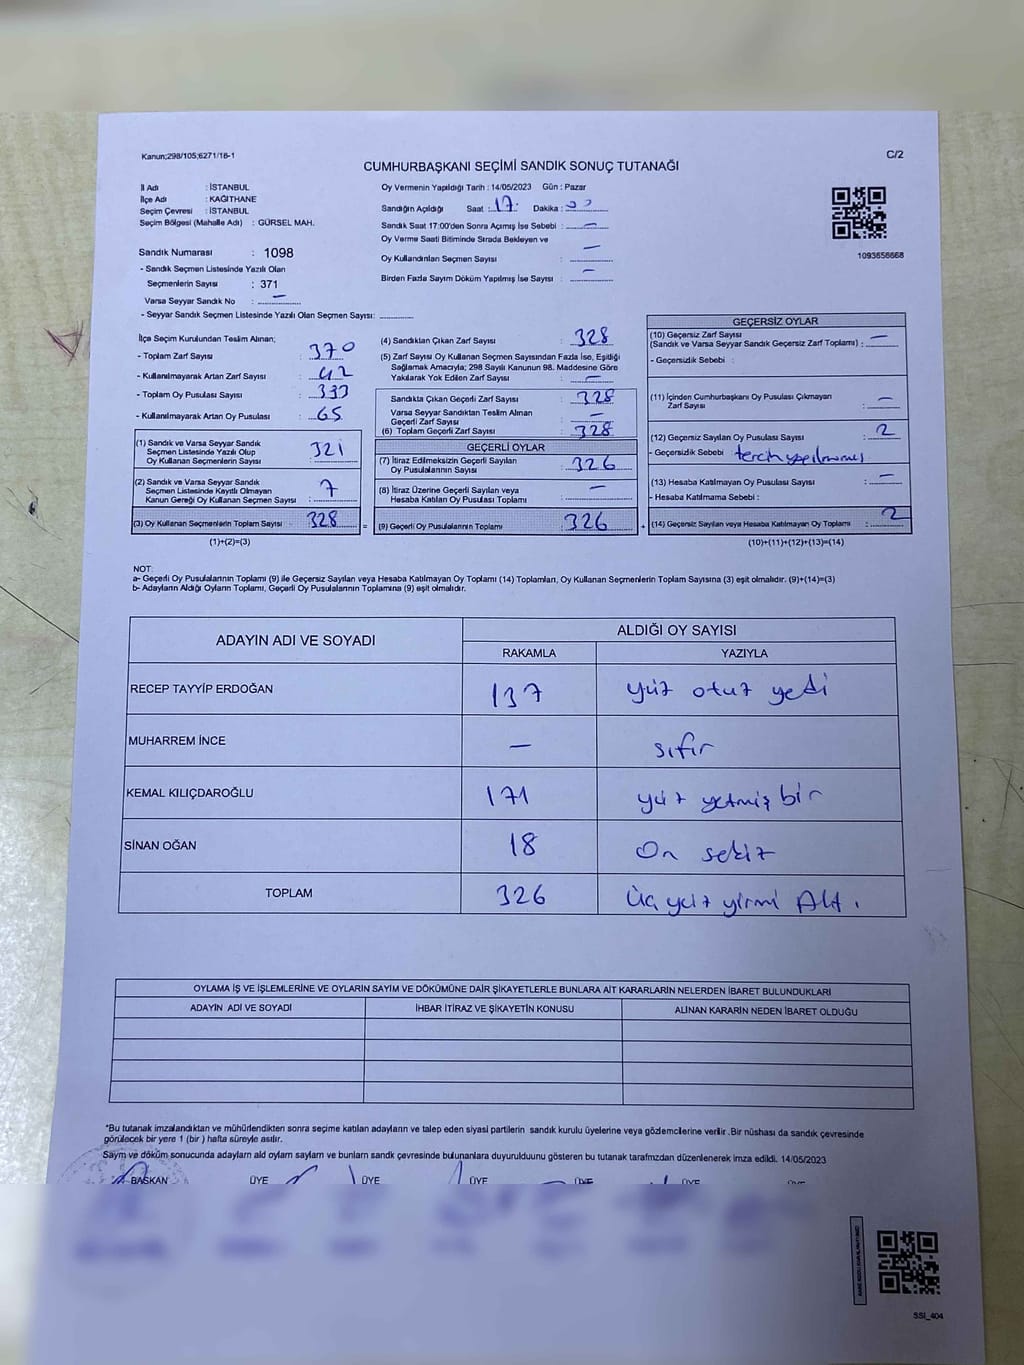 Kanun;298/105;6271/16-1
C/2
CUMHURBAŞKANI SEÇİMİ SANDIK SONUÇ TUTANAĞI
İl Adı : İSTANBUL
İlçe Adı : KAĞITHANE
Seçim Çevresi : İSTANBUL
Seçim Bölgesi (Mahalle Adı) : GÜRSEL MAH.
Sandık Numarası : 1098
- Sandık Seçmen Listesinde Yazılı Olan
Seçmenlerin Sayısı : 371
Varsa Seyyar Sandık No : –
- Seyyar Sandık Seçmen Listesinde Yazılı Olan Seçmen Sayısı:
Oy Vermenin Yapıldığı Tarih : 14/05/2023 Gün : Pazar
Sandığın Açıldığı Saat : 17. Dakika :
Sandık Saat 17:00'den Sonra Açımış İse Sebebi : –
Oy Verme Saati Bitiminde Sırada Bekleyen ve
Oy Kullandırılan Seçmen Sayısı : –
Birden Fazla Sayım Döküm Yapılmış İse Sayısı : –
1093656668
İlçe Seçim Kurulundan Teslim Alınan;
- Toplam Zarf Sayısı : 370
- Kullanılmayarak Artan Zarf Sayısı : 42
- Toplam Oy Pusulası Sayısı :
- Kullanılmayarak Artan Oy Pusulası : 65
(1) Sandık ve Varsa Seyyar Sandık
Seçmen Listesinde Yazılı Olup
Oy Kullanan Seçmenlerin Sayısı : 321
(2) Sandık ve Varsa Seyyar Sandık
Seçmen Listesinde Kayıtlı Olmayan
Kanun Gereği Oy Kullanan Seçmen Sayısı : 7
(3) Oy Kullanan Seçmenlerin Toplam Sayısı : 328 =
(1)+(2)=(3)
(4) Sandıktan Çıkan Zarf Sayısı : 328
(5) Zarf Sayısı Oy Kullanan Seçmen Sayısından Fazla İse, Eşitliği
Sağlamak Amacıyla; 298 Sayılı Kanunun 98. Maddesine Göre
Yakılarak Yok Edilen Zarf Sayısı : –
Sandıkta Çıkan Geçerli Zarf Sayısı : 328
Varsa Seyyar Sandıktan Teslim Alınan
Geçerli Zarf Sayısı : –
(6) Toplam Geçerli Zarf Sayısı : 328
GEÇERLİ OYLAR
(7) İtiraz Edilmeksizin Geçerli Sayılan
Oy Pusulalarının Sayısı : 326
(8) İtiraz Üzerine Geçerli Sayılan veya
Hesaba Katılan Oy Pusulalarının Sayısı : –
(9) Geçerli Oy Pusulalarının Toplamı : 326 +
GEÇERSİZ OYLAR
(10) Geçersiz Zarf Sayısı
(Sandık ve Varsa Seyyar Sandık Geçersiz Zarf Toplamı) : –
- Geçersizlik Sebebi :
(11) İçinden Cumhurbaşkanı Oy Pusulası Çıkmayan
Zarf Sayısı : –
(12) Geçersiz Sayılan Oy Pusulası Sayısı : 2
- Geçersizlik Sebebi : tercih yapılmamış
(13) Hesaba Katılmayan Oy Pusulası Sayısı : –
- Hesaba Katılmama Sebebi :
(14) Geçersiz Sayılan veya Hesaba Katılmayan Oy Toplamı : 2
(10)+(11)+(12)+(13)=(14)
NOT:
a- Geçerli Oy Pusulalarının Toplamı (9) ile Geçersiz Sayılan veya Hesaba Katılmayan Oy Toplamı (14) Toplamları, Oy Kullanan Seçmenlerin Toplam Sayısına (3) eşit olmalıdır. (9)+(14)=(3)
b- Adayların Aldığı Oyların Toplamı, Geçerli Oy Pusulalarının Toplamına (9) eşit olmalıdır.
ADAYIN ADI VE SOYADI ALDIĞI OY SAYISI
RAKAMLA YAZIYLA
RECEP TAYYİP ERDOĞAN 137 yüz otuz yedi
MUHARREM İNCE – sıfır
KEMAL KILIÇDAROĞLU 171 yüz yetmiş bir
SİNAN OĞAN 18 On sekiz
TOPLAM 326 Üç yüz yirmi Altı
OYLAMA İŞ VE İŞLEMLERİNE VE OYLARIN SAYIM VE DÖKÜMÜNE DAİR ŞİKAYETLERLE BUNLARA AİT KARARLARIN NELERDEN İBARET BULUNDUKLARI
ADAYIN ADI VE SOYADI İHBAR İTİRAZ VE ŞİKAYETİN KONUSU ALINAN KARARIN NEDEN İBARET OLDUĞU
*Bu tutanak imzalandıktan ve mühürlendikten sonra seçime katılan adayların ve talep eden siyasi partilerin sandık kurulu üyelerine veya gözlemcilerine verilir .Bir nüshası da sandık çevresinde
görülecek bir yere 1 (bir ) hafta süreyle asılır.
Sayım ve döküm sonucunda adayların ald oyların sayları ve bunların sandk çevresinde bulunanlara duyurulduunu gösteren bu tutanak tarafmzdan düzenlenerek imza edildi. 14/05/2023
BAŞKAN ÜYE ÜYE ÜYE ÜYE ÜYE ÜYE
SSI_404